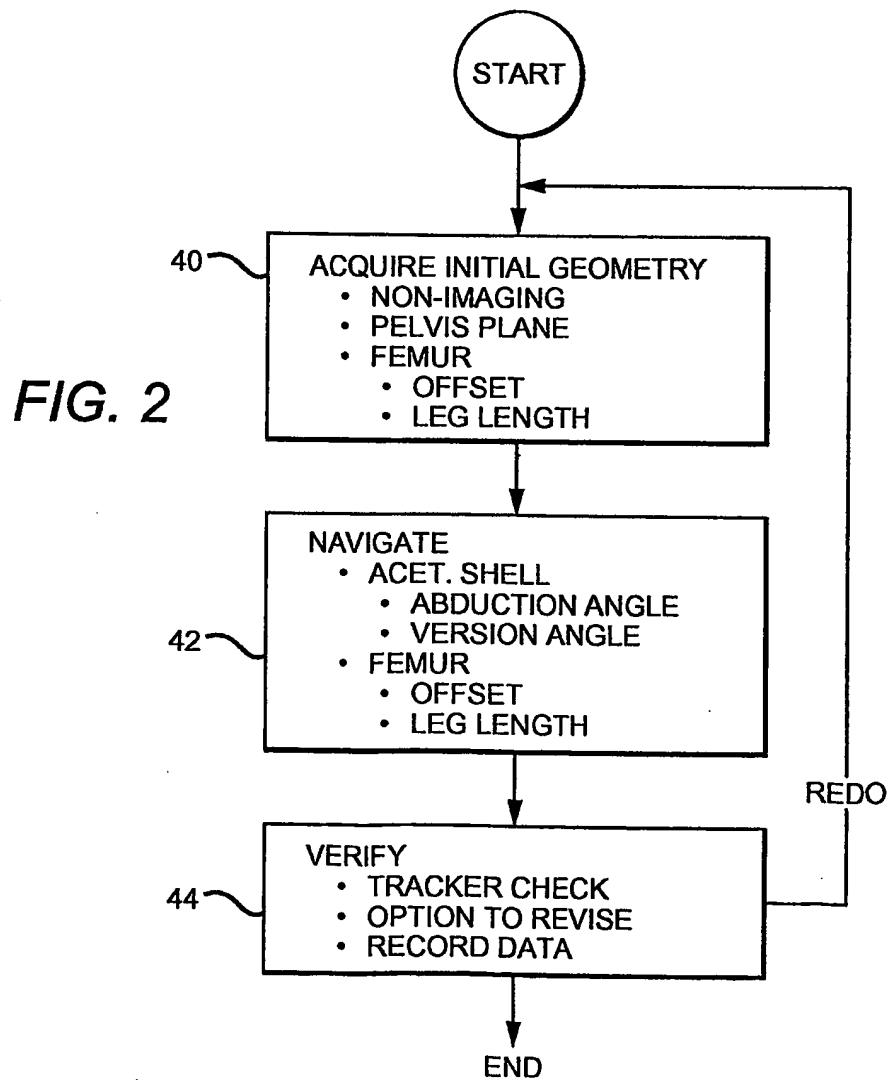 START
40
ACQUIRE INITIAL GEOMETRY
• NON-IMAGING
• PELVIS PLANE
• FEMUR
• OFFSET
• LEG LENGTH
FIG. 2
42
NAVIGATE
• ACET. SHELL
• ABDUCTION ANGLE
• VERSION ANGLE
• FEMUR
• OFFSET
• LEG LENGTH
REDO
44
VERIFY
• TRACKER CHECK
• OPTION TO REVISE
• RECORD DATA
END